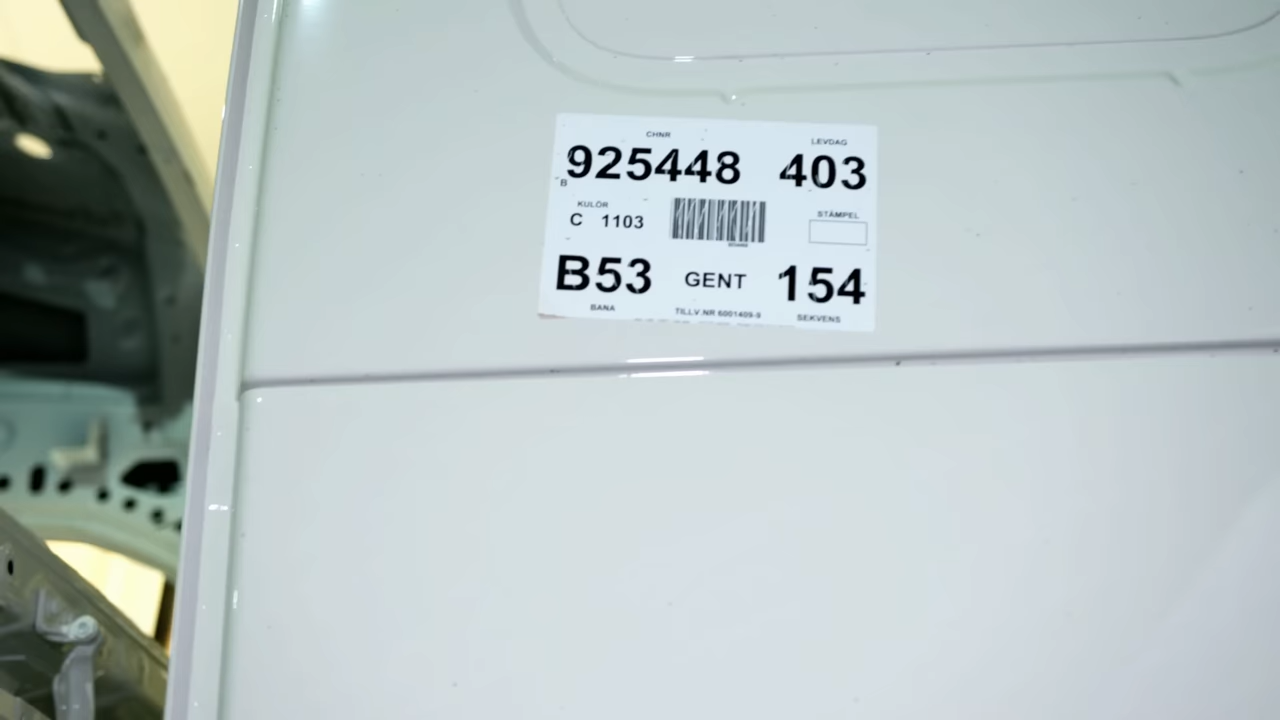 CHNR LEVDAG
925448 403
B
KULÖR STÄMPEL
C 1103
B53 GENT 154
BANA TILLV.NR 6001409-9 SEKVENS